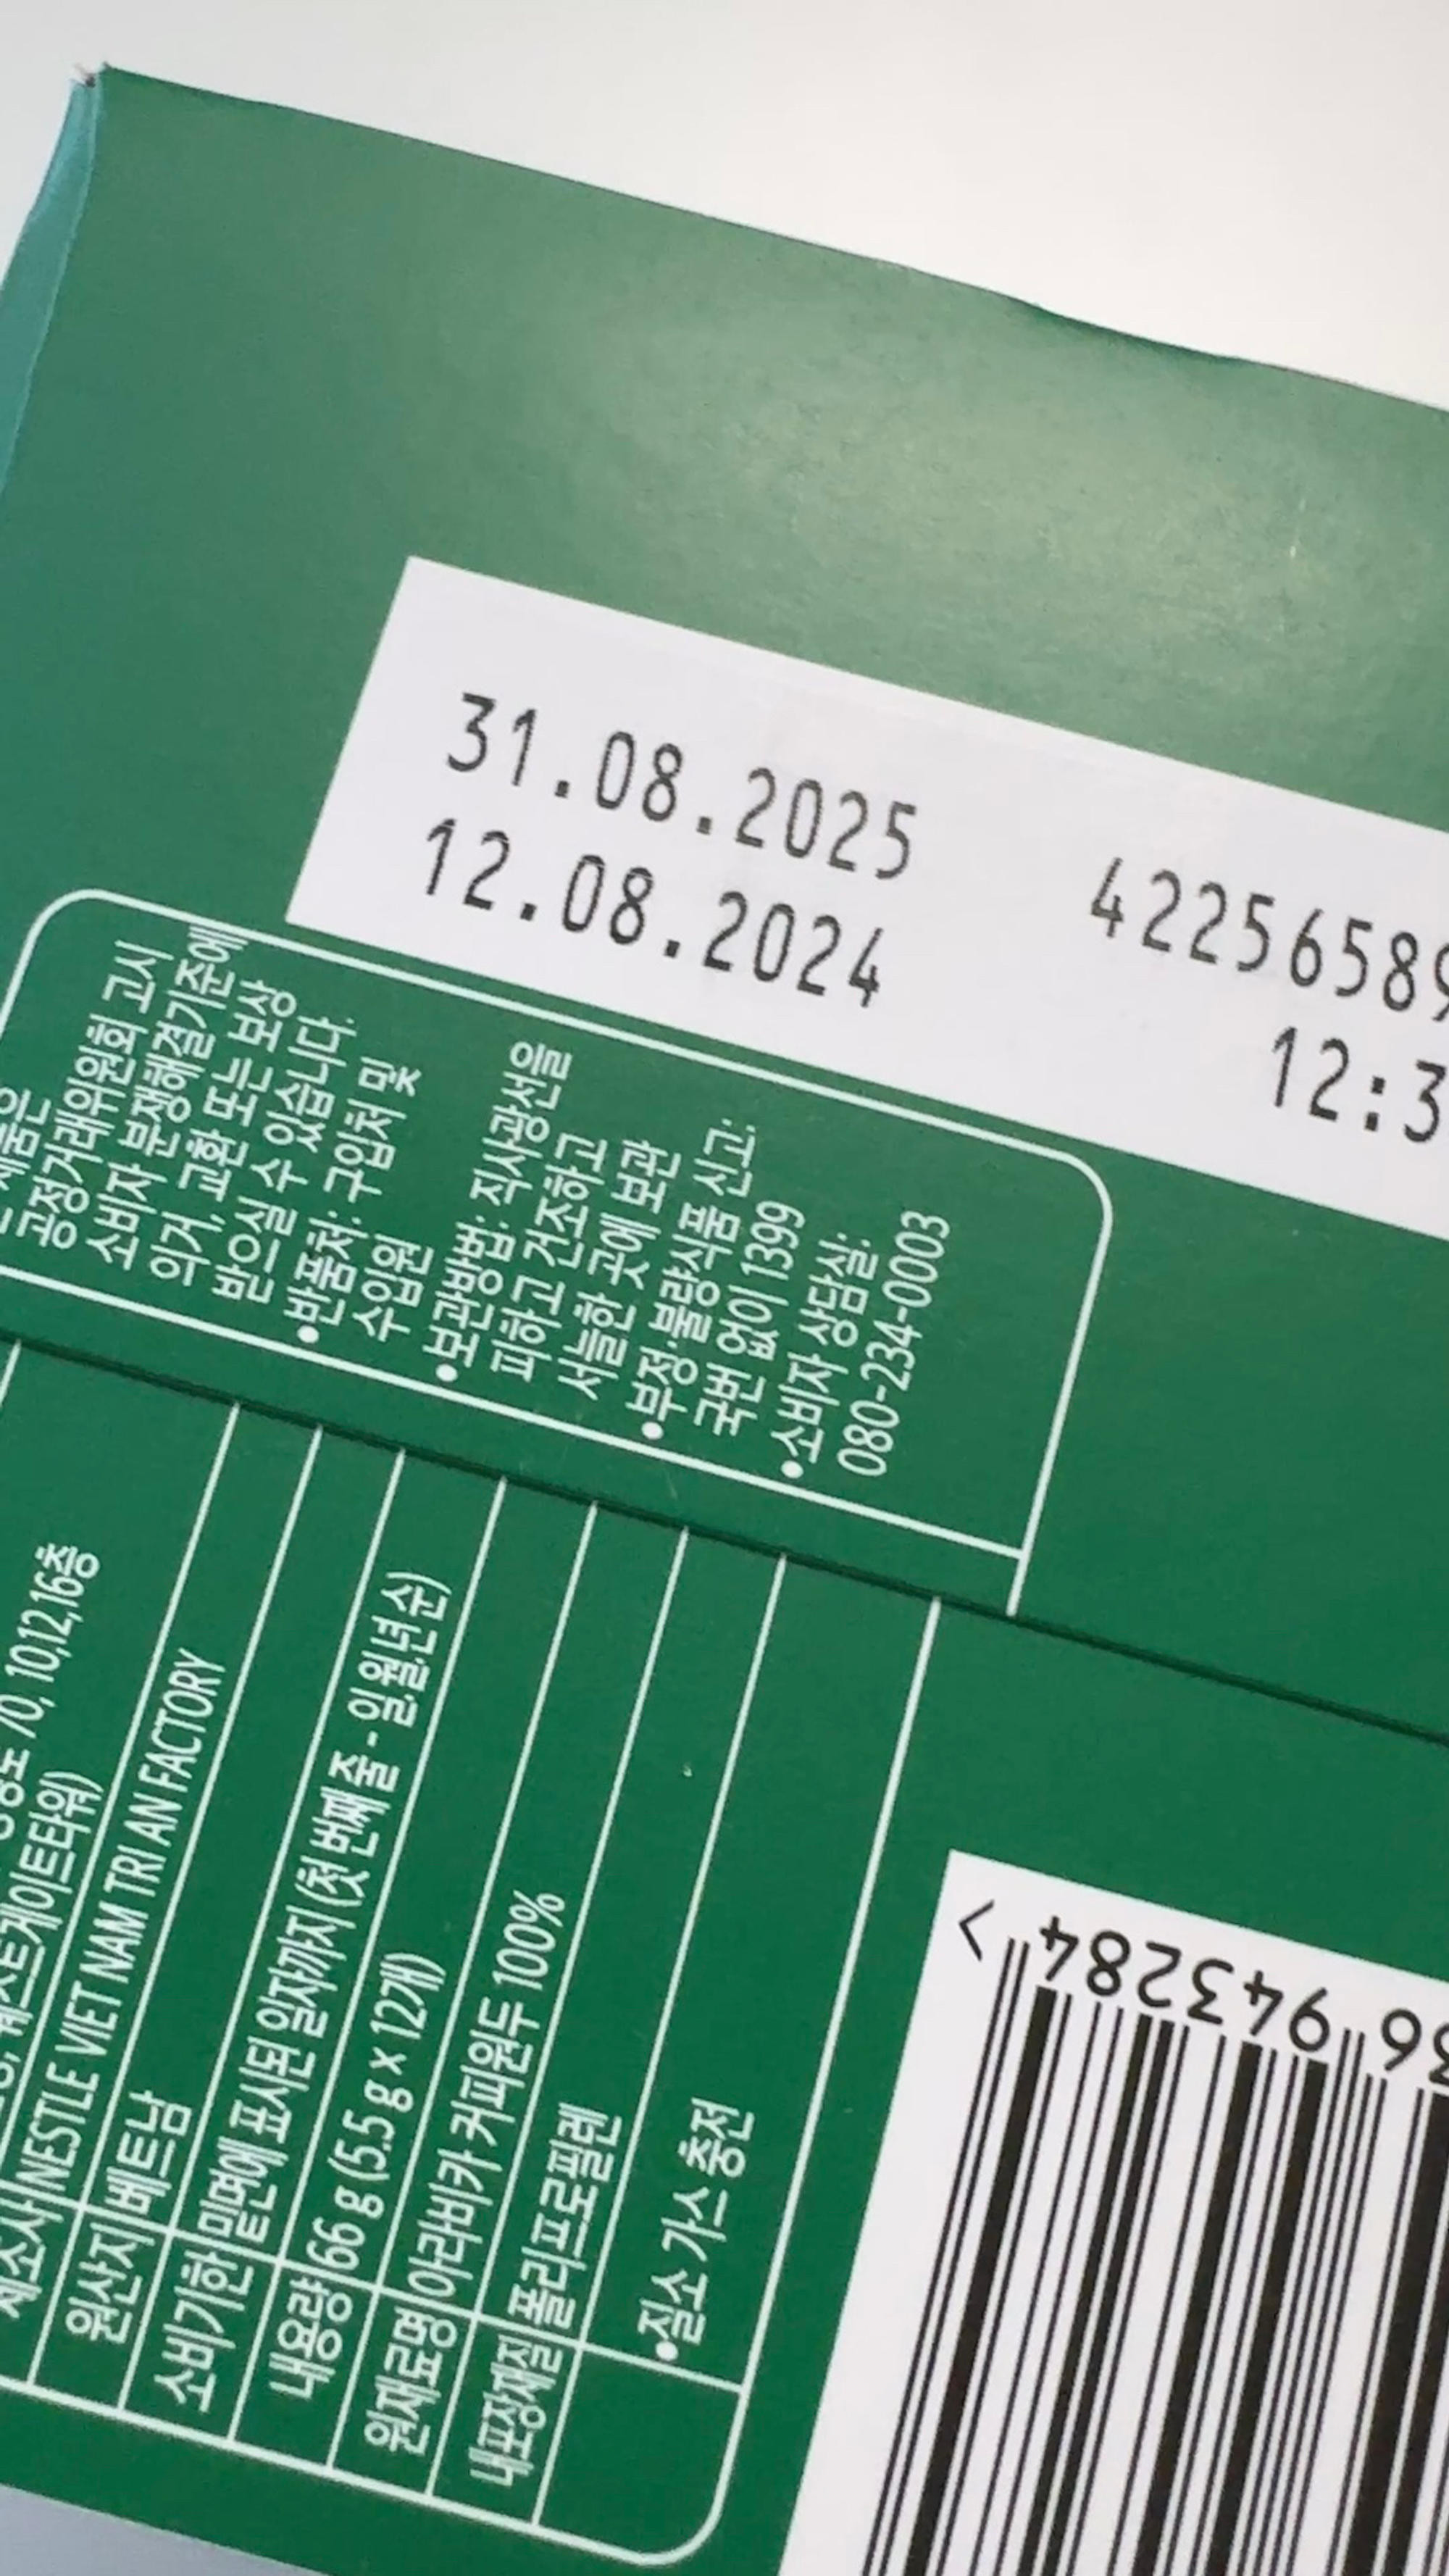 31.08.2025 4225658
12.08.2024 12:3
공정거래위원회 고시
소비자 분쟁해결기준에
의거, 교환 또는 보상
받으실 수 있습니다.
•반품처: 구입처 및
수입원
•보관방법: 직사광선을
피하고 건조하고
서늘한 곳에 보관
•부정·불량식품 신고:
국번 없이 1399
•소비자 상담실:
080-234-0003
70, 10,12,16층
웨스트게이트타워)
제조사 NESTLE VIET NAM TRI AN FACTORY
원산지 베트남
소비기한 밑면에 표시된 일자까지 (첫 번째 줄 - 일.월.년 순)
내용량 66 g (5.5 g x 12개)
원재료명 아라비카 커피원두 100%
내포장재질 폴리프로필렌
•질소 가스 충전
943284 >